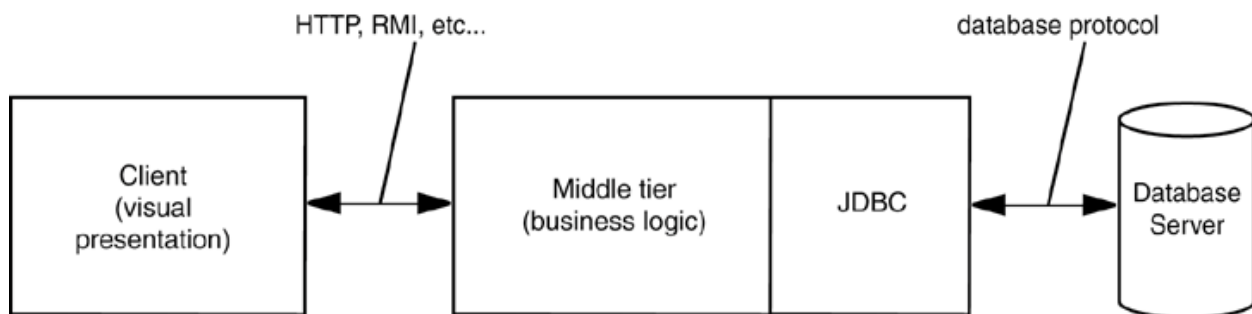 HTTP, RMI, etc...
database protocol
Client
(visual
presentation)
Middle tier
(business logic)
JDBC
Database
Server